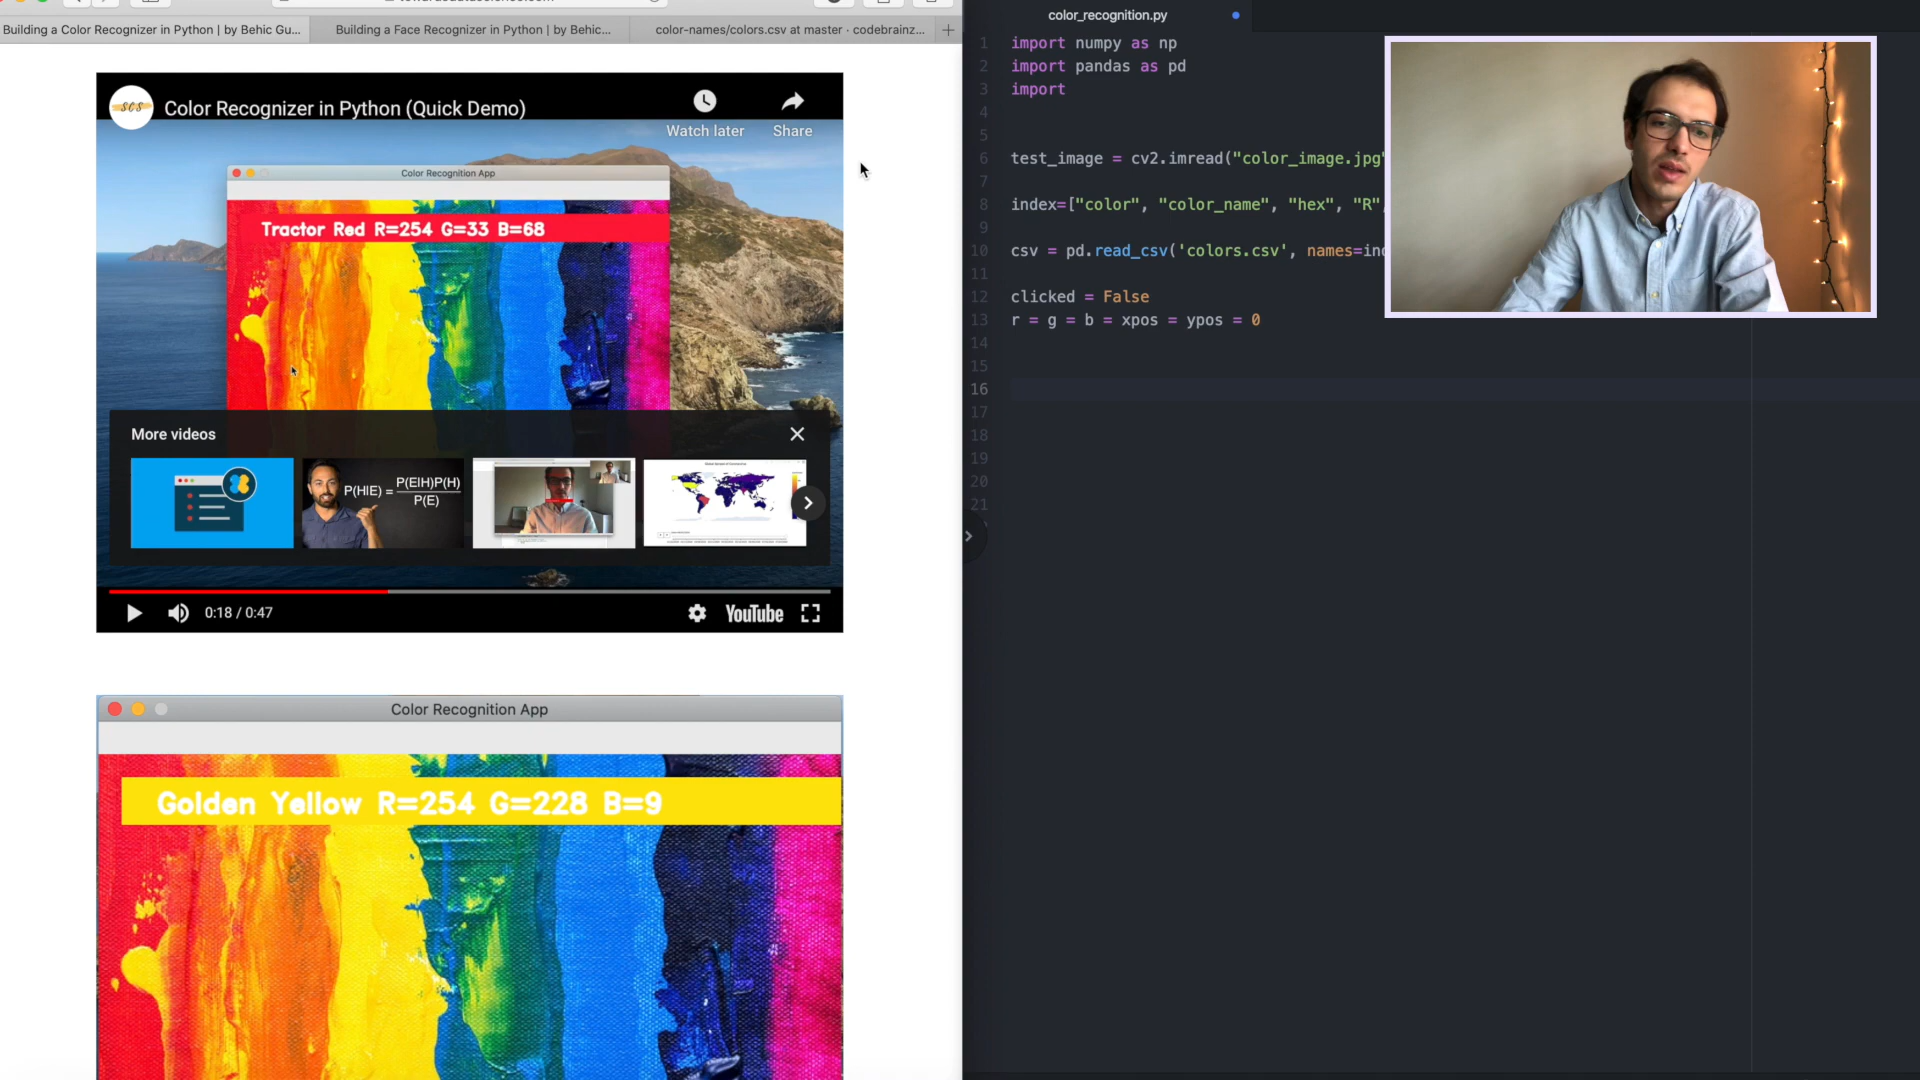 Building a Color Recognizer in Python | by Behic Gu...
Building a Face Recognizer in Python | by Behic...
color-names/colors.csv at master · codebrainz...
SCS
Color Recognizer in Python (Quick Demo)
Watch later
Share
Color Recognition App
Tractor Red R=254 G=33 B=68
More videos
P(H|E) = P(E|H)P(H)
P(E)
0:18 / 0:47
YouTube
Color Recognition App
Golden Yellow R=254 G=228 B=9
color_recognition.py
1 import numpy as np
2 import pandas as pd
3 import
4
5
6 test_image = cv2.imread("color_image.jpg"
7
8 index=["color", "color_name", "hex", "R",
9
10 csv = pd.read_csv('colors.csv', names=ind
11
12 clicked = False
13 r = g = b = xpos = ypos = 0
14
15
16
17
18
19
20
21